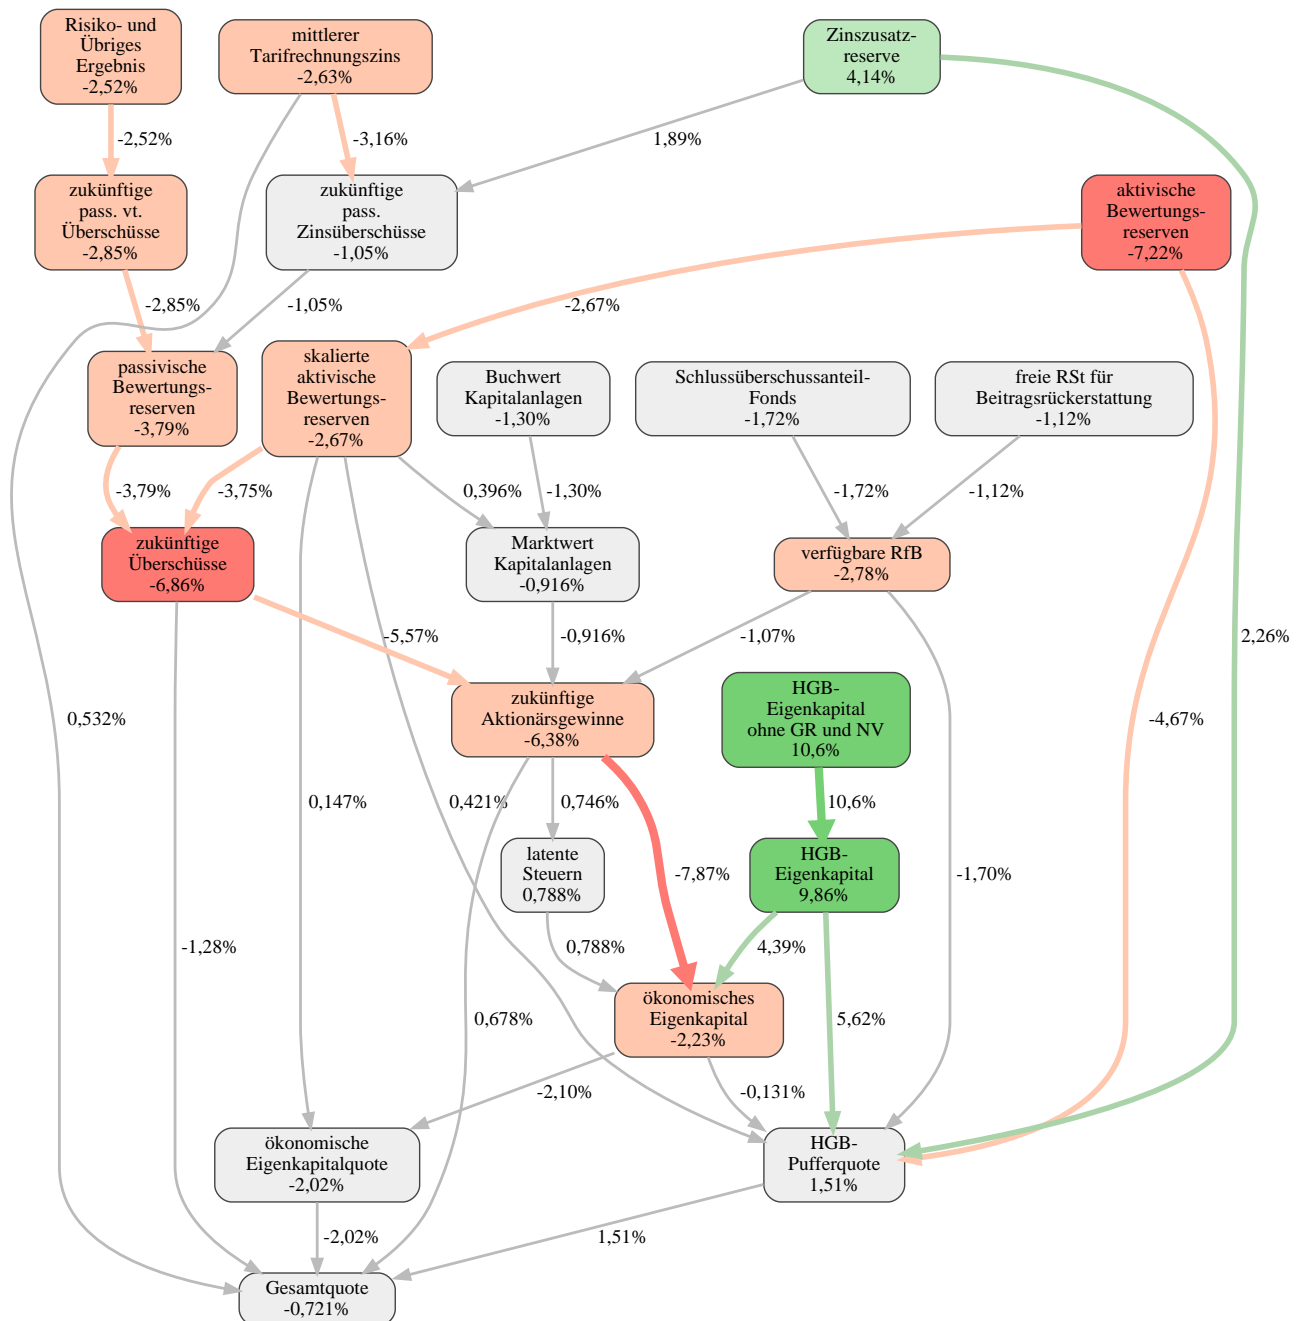 Risiko- und
Übriges
Ergebnis
-2,52%
mittlerer
Tarifrechnungszins
-2,63%
Zinszusatz-
reserve
4,14%
-2,52%
-3,16%
1,89%
zukünftige
pass. vt.
Überschüsse
-2,85%
zukünftige
pass.
Zinsüberschüsse
-1,05%
aktivische
Bewertungs-
reserven
-7,22%
-2,85%
-1,05%
-2,67%
passivische
Bewertungs-
reserven
-3,79%
skalierte
aktivische
Bewertungs-
reserven
-2,67%
Buchwert
Kapitalanlagen
-1,30%
Schlussüberschussanteil-
Fonds
-1,72%
freie RSt für
Beitragsrückerstattung
-1,12%
-3,79%
-3,75%
0,396%
-1,30%
-1,72%
-1,12%
zukünftige
Überschüsse
-6,86%
Marktwert
Kapitalanlagen
-0,916%
verfügbare RfB
-2,78%
-5,57%
-0,916%
-1,07%
2,26%
zukünftige
Aktionärsgewinne
-6,38%
HGB-
Eigenkapital
ohne GR und NV
10,6%
0,532%
-4,67%
0,147%
0,421%
0,746%
10,6%
latente
Steuern
0,788%
-7,87%
HGB-
Eigenkapital
9,86%
-1,70%
-1,28%
0,788%
4,39%
ökonomisches
Eigenkapital
-2,23%
0,678%
5,62%
-2,10%
-0,131%
ökonomische
Eigenkapitalquote
-2,02%
HGB-
Pufferquote
1,51%
-2,02%
1,51%
Gesamtquote
-0,721%